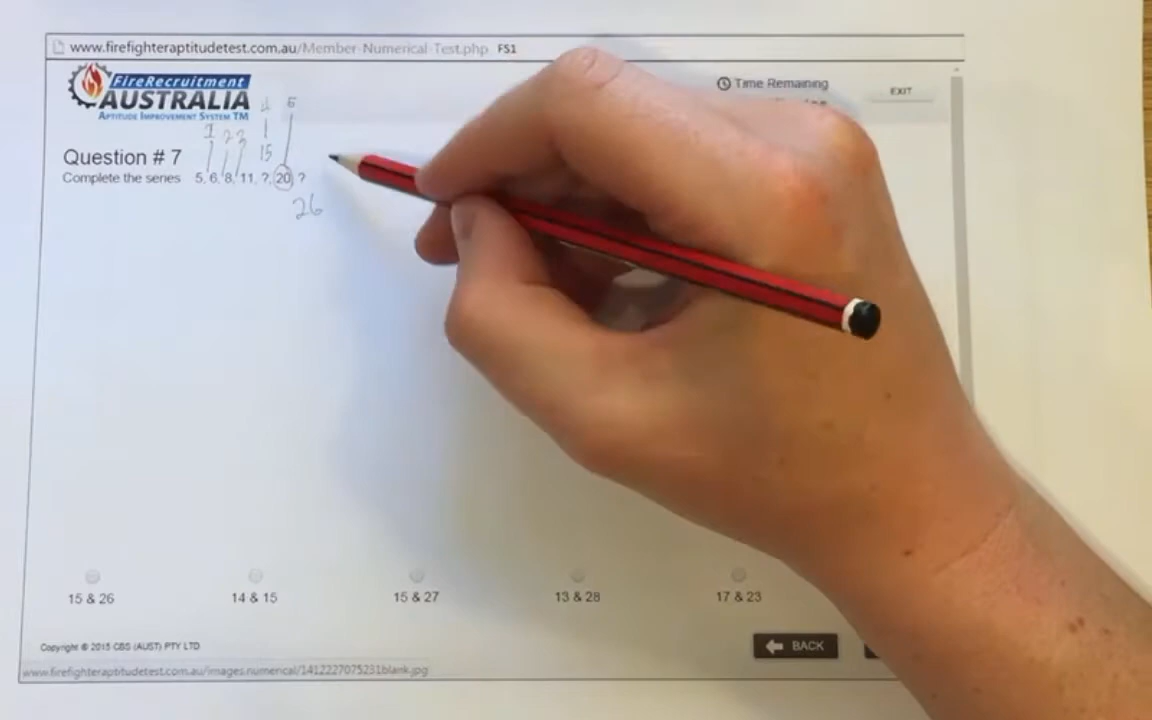 www.firefighteraptitudetest.com.au/Member-Numerical-Test.php FS1
FireRecruitment
AUSTRALIA
APTITUDE IMPROVEMENT SYSTEM TM
Time Remaining
EXIT
1 2 3 4 5
15
Question # 7
Complete the series 5, 6, 8, 11, ?, 20, ?
26
15 & 26 14 & 15 15 & 27 13 & 28 17 & 23
Copyright © 2015 CBS (AUST) PTY LTD
BACK
www.firefighteraptitudetest.com.au/images/numerical/1412227075231blank.jpg